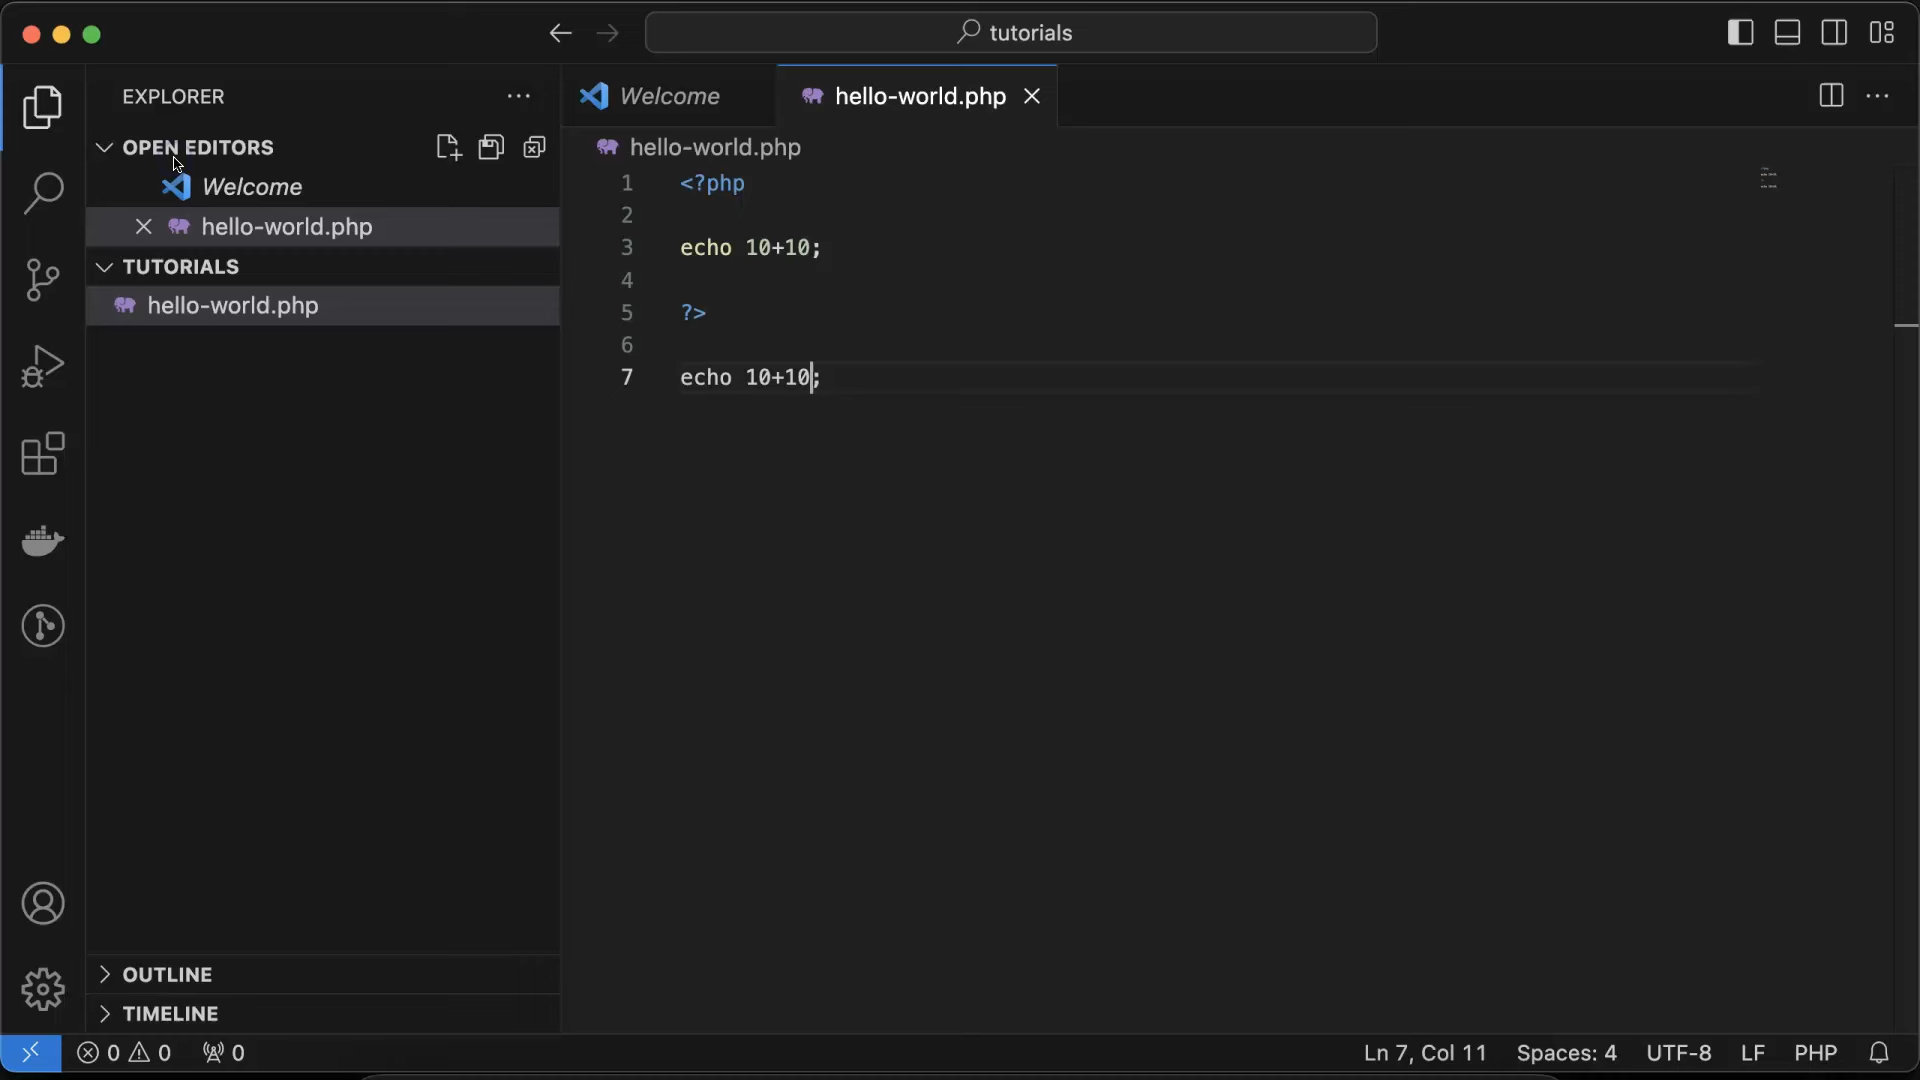 tutorials
EXPLORER
OPEN EDITORS
Welcome
hello-world.php
TUTORIALS
hello-world.php
OUTLINE
TIMELINE
Welcome
hello-world.php
hello-world.php
1 <?php
2
3 echo 10+10;
4
5 ?>
6
7 echo 10+10;
0 0 0
Ln 7, Col 11 Spaces: 4 UTF-8 LF PHP